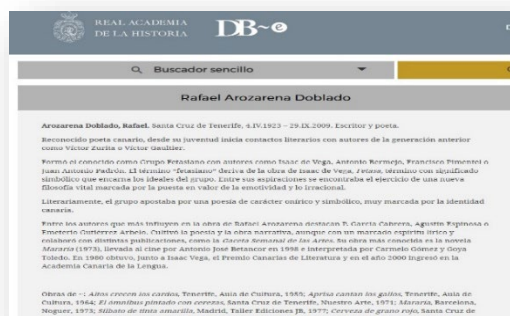 REAL ACADEMIA
DE LA HISTORIA
DB~e
Buscador sencillo
Rafael Arozarena Doblado
Arozarena Doblado, Rafael. Santa Cruz de Tenerife, 4.IV.1923 – 29.IX.2009. Escritor y poeta.
Reconocido poeta canario, desde su juventud inicia contactos literarios con autores de la generación anterior
como Víctor Zurita o Víctor Gaultier.
Formó el conocido como Grupo Fetasiano con autores como Isaac de Vega, Antonio Bermejo, Francisco Pimentel o
Juan Antonio Padrón. El término "fetasiano" deriva de la obra de Isaac de Vega, Fetasa, término con significado
simbólico que encarna los ideales del grupo. Entre sus aspiraciones se encontraba el ejercicio de una nueva
filosofía vital marcada por la puesta en valor de la emotividad y lo irracional.
Literariamente, el grupo apostaba por una poesía de carácter onírico y simbólico, muy marcada por la identidad
canaria.
Entre los autores que más influyen en la obra de Rafael Arozarena destacan P. García Cabrera, Agustín Espinosa o
Emeterio Gutiérrez Arbelo. Cultivó la poesía y la obra narrativa, aunque con un marcado espíritu lírico y
colaboró con distintas publicaciones, como la Gaceta Semanal de las Artes. Su obra más conocida es la novela
Mararía (1973), llevada al cine por Antonio José Betancor en 1998 e interpretada por Carmelo Gómez y Goya
Toledo. En 1980 obtuvo, junto a Isaac Vega, el Premio Canarias de Literatura y en el año 2000 ingresó en la
Academia Canaria de la Lengua.
Obras de ~: Altos crecen los cardos, Tenerife, Aula de Cultura, 1959; Aprisa cantan los gallos, Tenerife, Aula de
Cultura, 1964; El omnibus pintado con cerezas, Santa Cruz de Tenerife, Nuestro Arte, 1971; Mararía, Barcelona,
Noguer, 1973; Silbato de tinta amarilla, Madrid, Taller Ediciones JB, 1977; Cerveza de grano rojo, Santa Cruz de